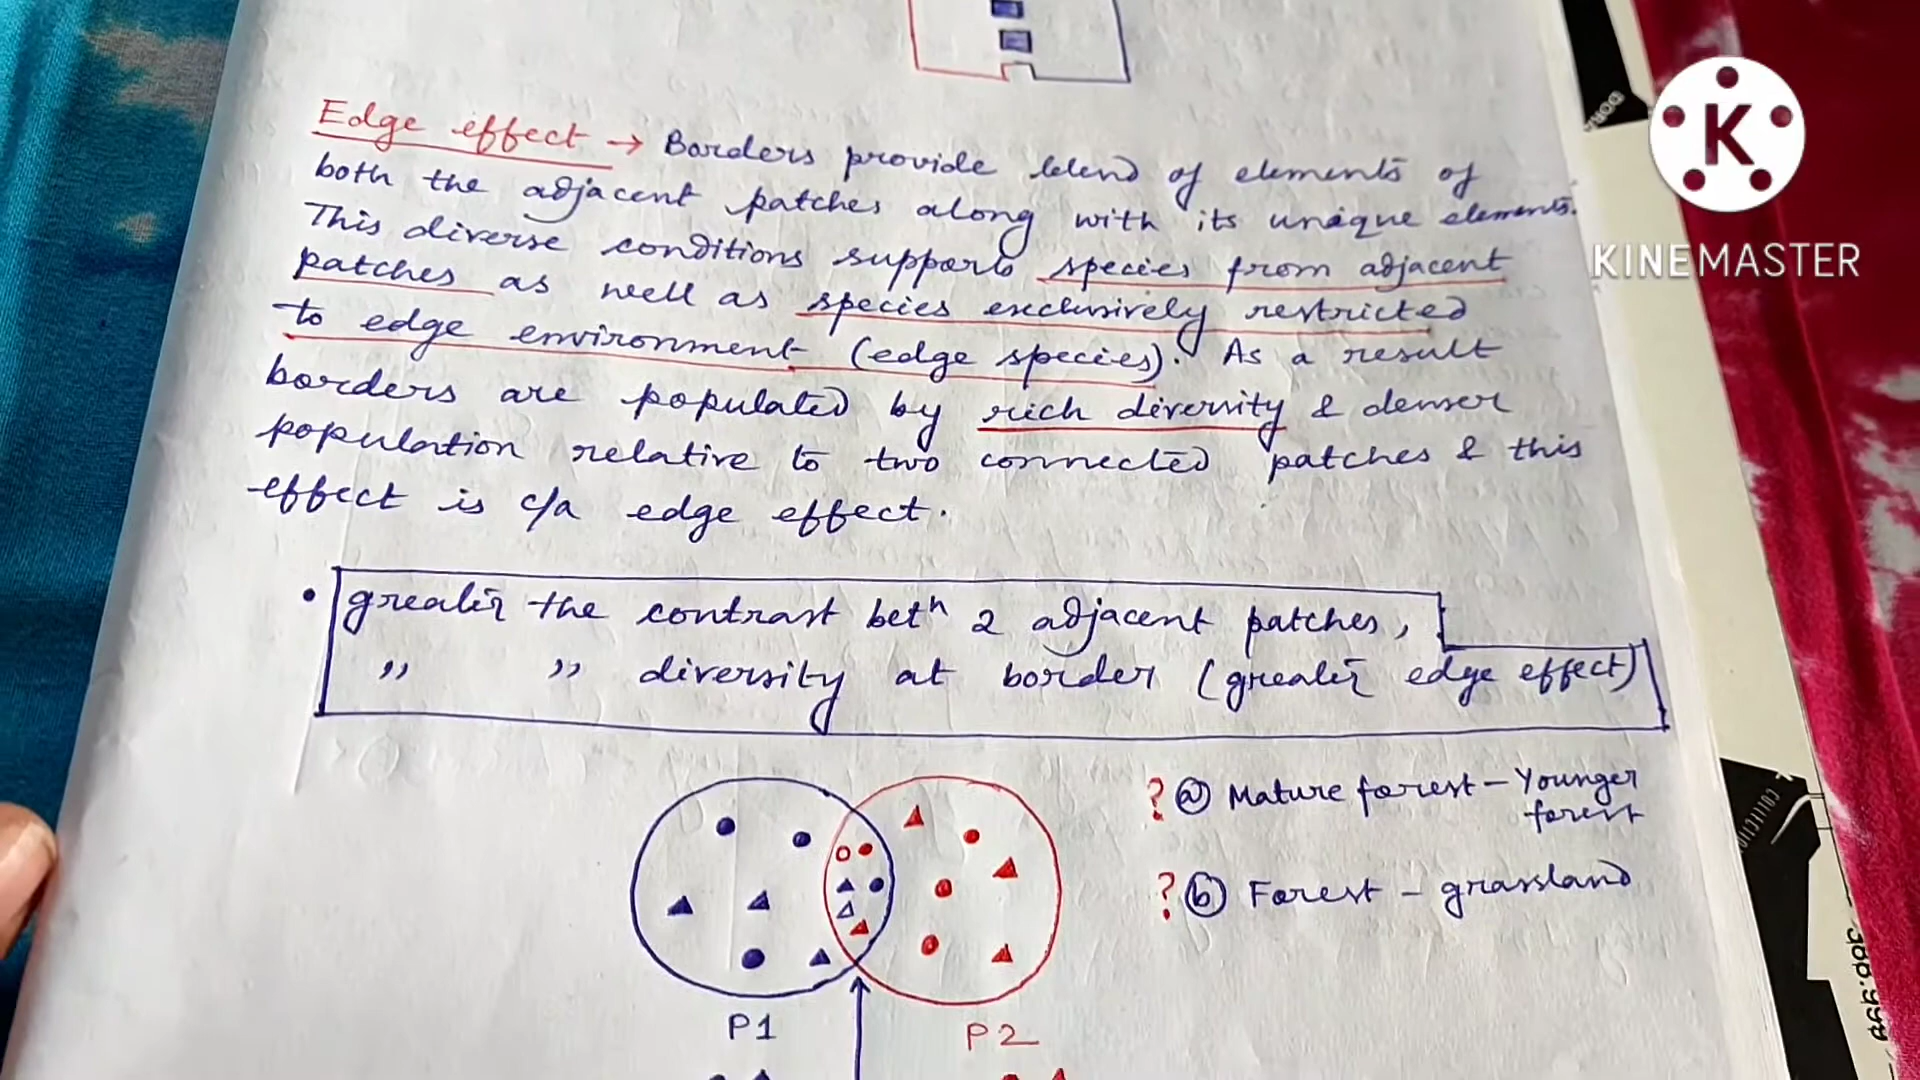 Edge effect → Borders provide blend of elements of
both the adjacent patches along with its unique elements.
This diverse conditions supports species from adjacent
patches as well as species exclusively restricted
to edge environment (edge species). As a result
borders are populated by rich diversity & denser
population relative to two connected patches & this
effect is c/a edge effect.
• greater the contrast betn 2 adjacent patches,
,, ,, diversity at border (greater edge effect)
? (a) Mature forest – Younger
forest
? (b) Forest – grassland
P1
P2
K
KINEMASTER